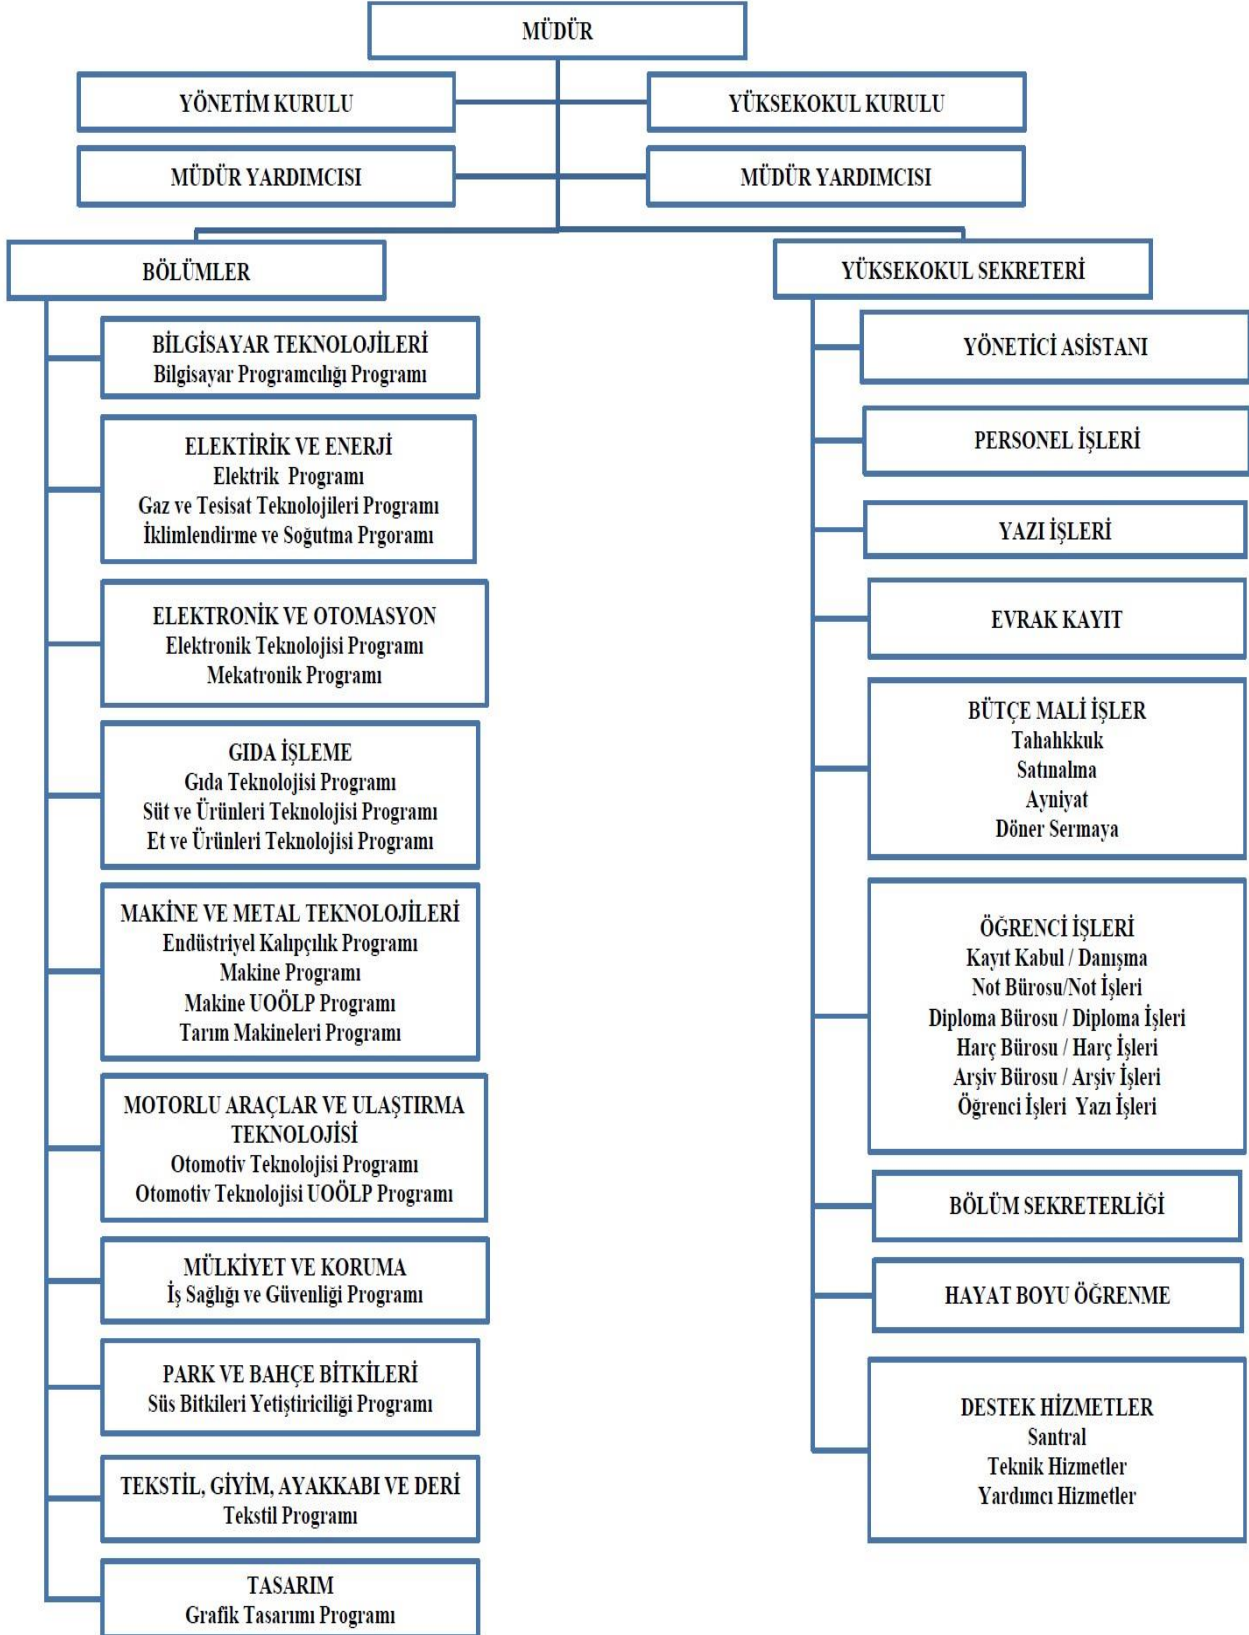 MÜDÜR
YÖNETİM KURULU
YÜKSEKOKUL KURULU
MÜDÜR YARDIMCISI
MÜDÜR YARDIMCISI
BÖLÜMLER
BİLGİSAYAR TEKNOLOJİLERİ
Bilgisayar Programcılığı Programı
ELEKTİRİK VE ENERJİ
Elektrik Programı
Gaz ve Tesisat Teknolojileri Programı
İklimlendirme ve Soğutma Prgoramı
ELEKTRONİK VE OTOMASYON
Elektronik Teknolojisi Programı
Mekatronik Programı
GIDA İŞLEME
Gıda Teknolojisi Programı
Süt ve Ürünleri Teknolojisi Programı
Et ve Ürünleri Teknolojisi Programı
MAKİNE VE METAL TEKNOLOJİLERİ
Endüstriyel Kalıpçılık Programı
Makine Programı
Makine UOÖLP Programı
Tarım Makineleri Programı
MOTORLU ARAÇLAR VE ULAŞTIRMA
TEKNOLOJİSİ
Otomotiv Teknolojisi Programı
Otomotiv Teknolojisi UOÖLP Programı
MÜLKİYET VE KORUMA
İş Sağlığı ve Güvenliği Programı
PARK VE BAHÇE BİTKİLERİ
Süs Bitkileri Yetiştiriciliği Programı
TEKSTİL, GİYİM, AYAKKABI VE DERİ
Tekstil Programı
TASARIM
Grafik Tasarımı Programı
YÜKSEKOKUL SEKRETERİ
YÖNETİCİ ASİSTANI
PERSONEL İŞLERİ
YAZI İŞLERİ
EVRAK KAYIT
BÜTÇE MALİ İŞLER
Tahahkkuk
Satınalma
Ayniyat
Döner Sermaya
ÖĞRENCİ İŞLERİ
Kayıt Kabul / Danışma
Not Bürosu/Not İşleri
Diploma Bürosu / Diploma İşleri
Harç Bürosu / Harç İşleri
Arşiv Bürosu / Arşiv İşleri
Öğrenci İşleri Yazı İşleri
BÖLÜM SEKRETERLİĞİ
HAYAT BOYU ÖĞRENME
DESTEK HİZMETLER
Santral
Teknik Hizmetler
Yardımcı Hizmetler